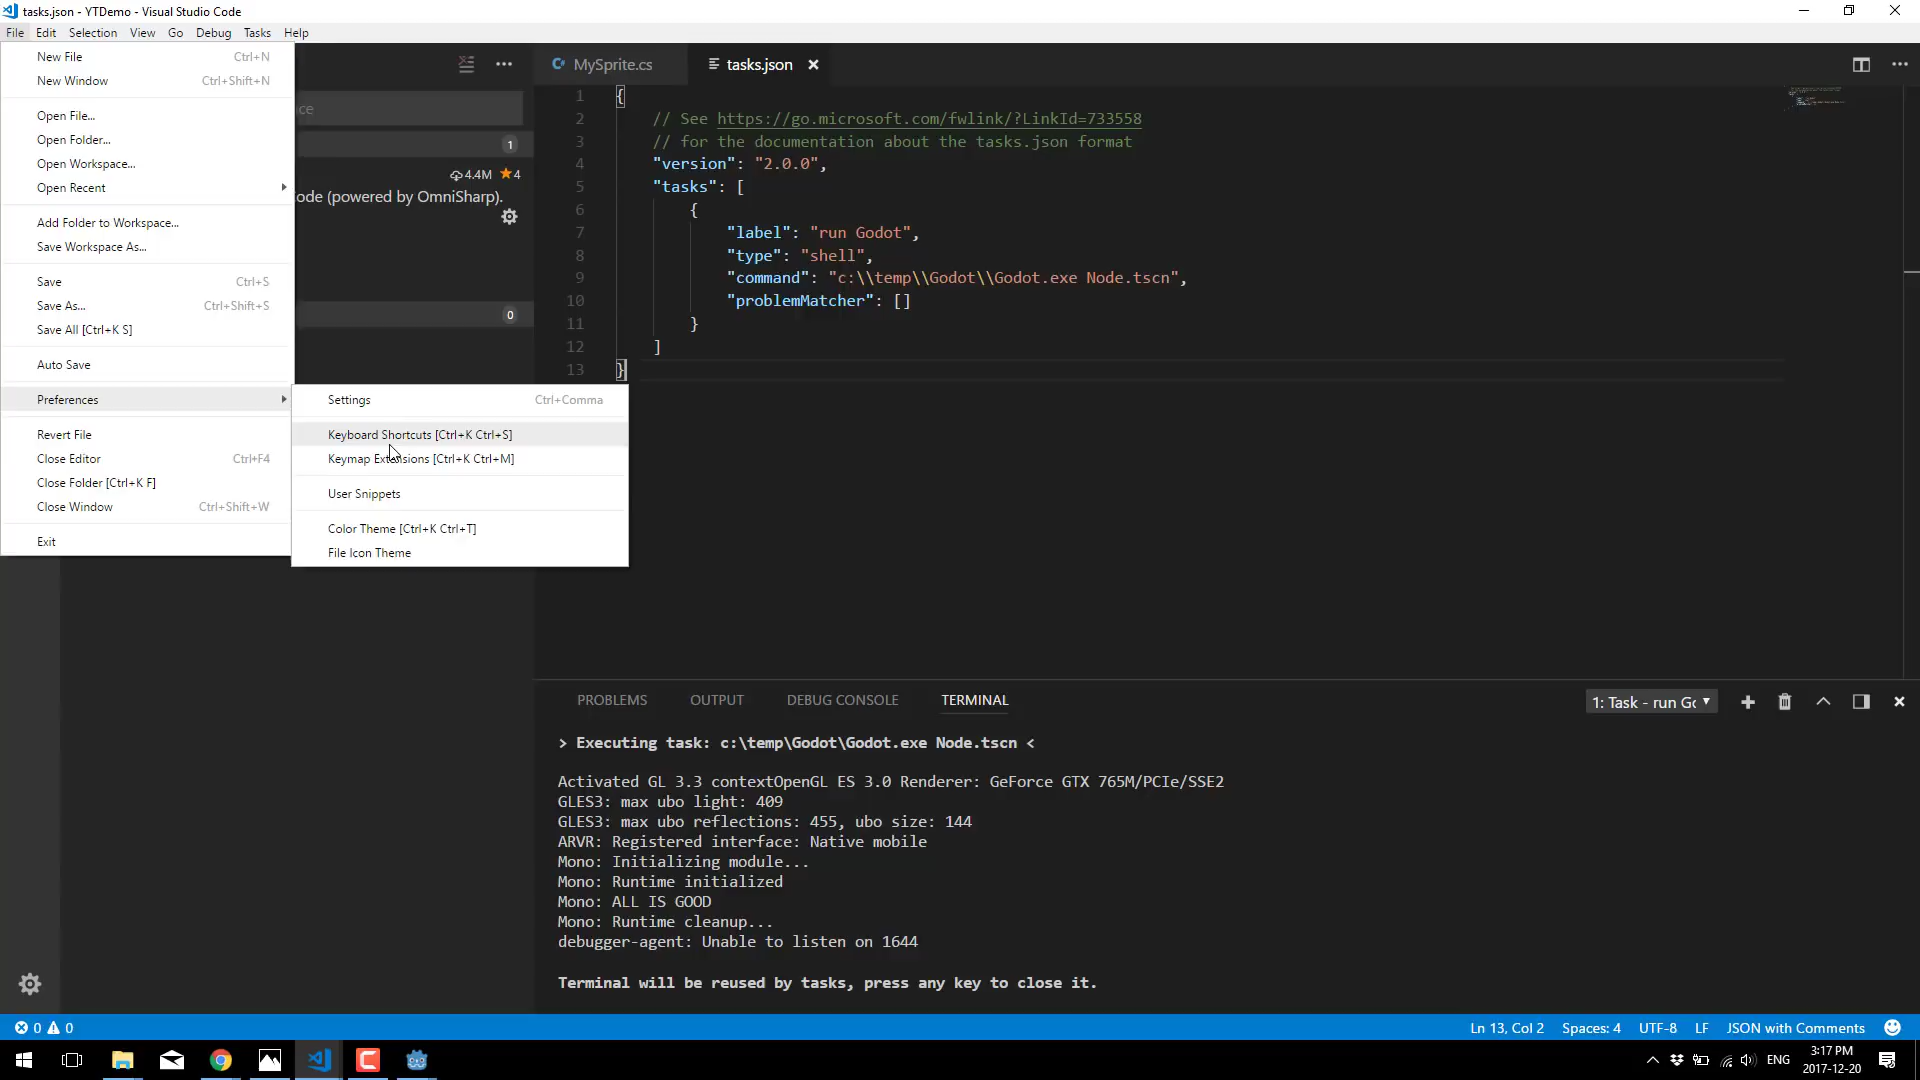 tasks.json - YTDemo - Visual Studio Code
File Edit Selection View Go Debug Tasks Help
New File Ctrl+N
New Window Ctrl+Shift+N
Open File...
Open Folder...
Open Workspace...
Open Recent
Add Folder to Workspace...
Save Workspace As...
Save Ctrl+S
Save As... Ctrl+Shift+S
Save All [Ctrl+K S]
Auto Save
Preferences
Revert File
Close Editor Ctrl+F4
Close Folder [Ctrl+K F]
Close Window Ctrl+Shift+W
Exit
Settings Ctrl+Comma
Keyboard Shortcuts [Ctrl+K Ctrl+S]
Keymap Extensions [Ctrl+K Ctrl+M]
User Snippets
Color Theme [Ctrl+K Ctrl+T]
File Icon Theme
ce
1
4.4M ★4
ode (powered by OmniSharp).
0
MySprite.cs tasks.json
1 {
2 // See https://go.microsoft.com/fwlink/?LinkId=733558
3 // for the documentation about the tasks.json format
4 "version": "2.0.0",
5 "tasks": [
6 {
7 "label": "run Godot",
8 "type": "shell",
9 "command": "c:\\temp\\Godot\\Godot.exe Node.tscn",
10 "problemMatcher": []
11 }
12 ]
13 }
PROBLEMS OUTPUT DEBUG CONSOLE TERMINAL
1: Task - run Gc
> Executing task: c:\temp\Godot\Godot.exe Node.tscn <
Activated GL 3.3 contextOpenGL ES 3.0 Renderer: GeForce GTX 765M/PCIe/SSE2
GLES3: max ubo light: 409
GLES3: max ubo reflections: 455, ubo size: 144
ARVR: Registered interface: Native mobile
Mono: Initializing module...
Mono: Runtime initialized
Mono: ALL IS GOOD
Mono: Runtime cleanup...
debugger-agent: Unable to listen on 1644
Terminal will be reused by tasks, press any key to close it.
0 0
Ln 13, Col 2 Spaces: 4 UTF-8 LF JSON with Comments
ENG
3:17 PM
2017-12-20